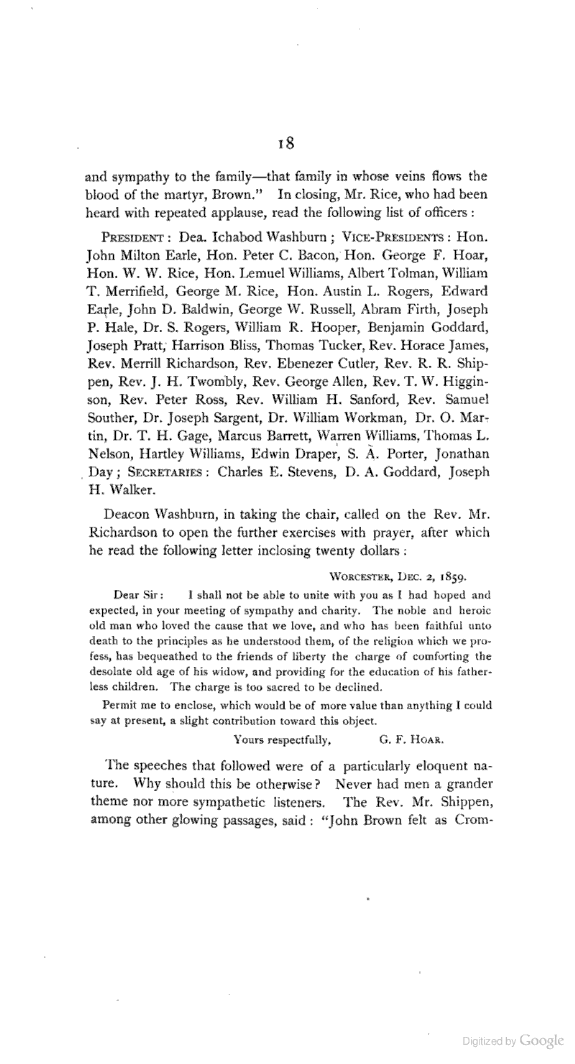 18
and sympathy to the family—that family in whose veins flows the
blood of the martyr, Brown." In closing, Mr. Rice, who had been
heard with repeated applause, read the following list of officers :
PRESIDENT : Dea. Ichabod Washburn ; VICE-PRESIDENTS : Hon.
John Milton Earle, Hon. Peter C. Bacon, Hon. George F. Hoar,
Hon. W. W. Rice, Hon. Lemuel Williams, Albert Tolman, William
T. Merrifield, George M. Rice, Hon. Austin L. Rogers, Edward
Earle, John D. Baldwin, George W. Russell, Abram Firth, Joseph
P. Hale, Dr. S. Rogers, William R. Hooper, Benjamin Goddard,
Joseph Pratt, Harrison Bliss, Thomas Tucker, Rev. Horace James,
Rev. Merrill Richardson, Rev. Ebenezer Cutler, Rev. R. R. Ship-
pen, Rev. J. H. Twombly, Rev. George Allen, Rev. T. W. Higgin-
son, Rev. Peter Ross, Rev. William H. Sanford, Rev. Samuel
Souther, Dr. Joseph Sargent, Dr. William Workman, Dr. O. Mar-
tin, Dr. T. H. Gage, Marcus Barrett, Warren Williams, Thomas L.
Nelson, Hartley Williams, Edwin Draper, S. A. Porter, Jonathan
Day ; SECRETARIES : Charles E. Stevens, D. A. Goddard, Joseph
H. Walker.
Deacon Washburn, in taking the chair, called on the Rev. Mr.
Richardson to open the further exercises with prayer, after which
he read the following letter inclosing twenty dollars :
WORCESTER, DEC. 2, 1859.
Dear Sir : I shall not be able to unite with you as I had hoped and
expected, in your meeting of sympathy and charity. The noble and heroic
old man who loved the cause that we love, and who has been faithful unto
death to the principles as he understood them, of the religion which we pro-
fess, has bequeathed to the friends of liberty the charge of comforting the
desolate old age of his widow, and providing for the education of his father-
less children. The charge is too sacred to be declined.
Permit me to enclose, which would be of more value than anything I could
say at present, a slight contribution toward this object.
Yours respectfully, G. F. HOAR.
The speeches that followed were of a particularly eloquent na-
ture. Why should this be otherwise? Never had men a grander
theme nor more sympathetic listeners. The Rev. Mr. Shippen,
among other glowing passages, said : "John Brown felt as Crom-
Digitized by Google